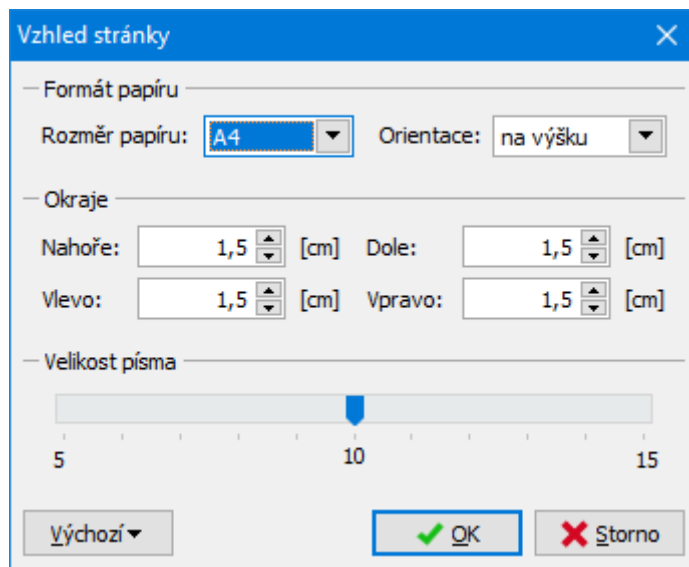 Vzhled stránky
Formát papíru
Rozměr papíru: A4 Orientace: na výšku
Okraje
Nahoře: 1,5 [cm] Dole: 1,5 [cm]
Vlevo: 1,5 [cm] Vpravo: 1,5 [cm]
Velikost písma
5 10 15
Výchozí OK Storno